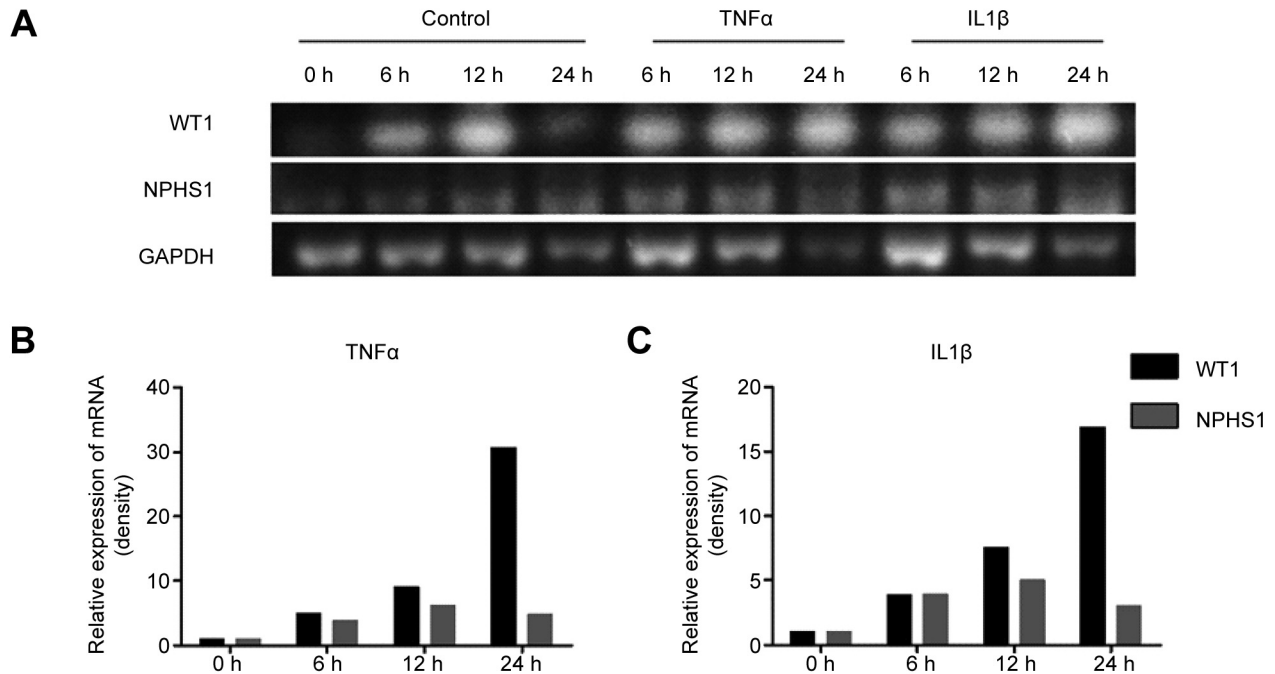 A
Control TNFα IL1β
0 h 6 h 12 h 24 h 6 h 12 h 24 h 6 h 12 h 24 h
WT1
NPHS1
GAPDH
B
TNFα
Relative expression of mRNA
(density)
40
30
20
10
0
0 h 6 h 12 h 24 h
C
IL1β
Relative expression of mRNA
(density)
20
15
10
5
0
0 h 6 h 12 h 24 h
WT1
NPHS1